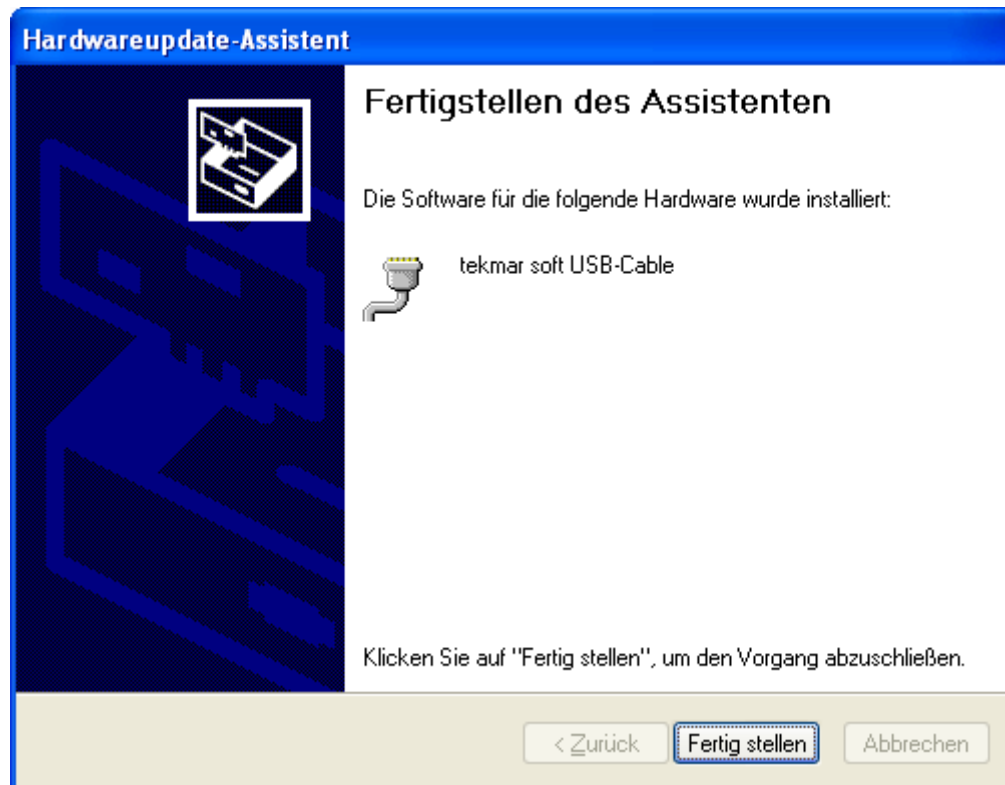 Hardwareupdate-Assistent
Fertigstellen des Assistenten
Die Software für die folgende Hardware wurde installiert:
tekmar soft USB-Cable
Klicken Sie auf "Fertig stellen", um den Vorgang abzuschließen.
< Zurück Fertig stellen Abbrechen